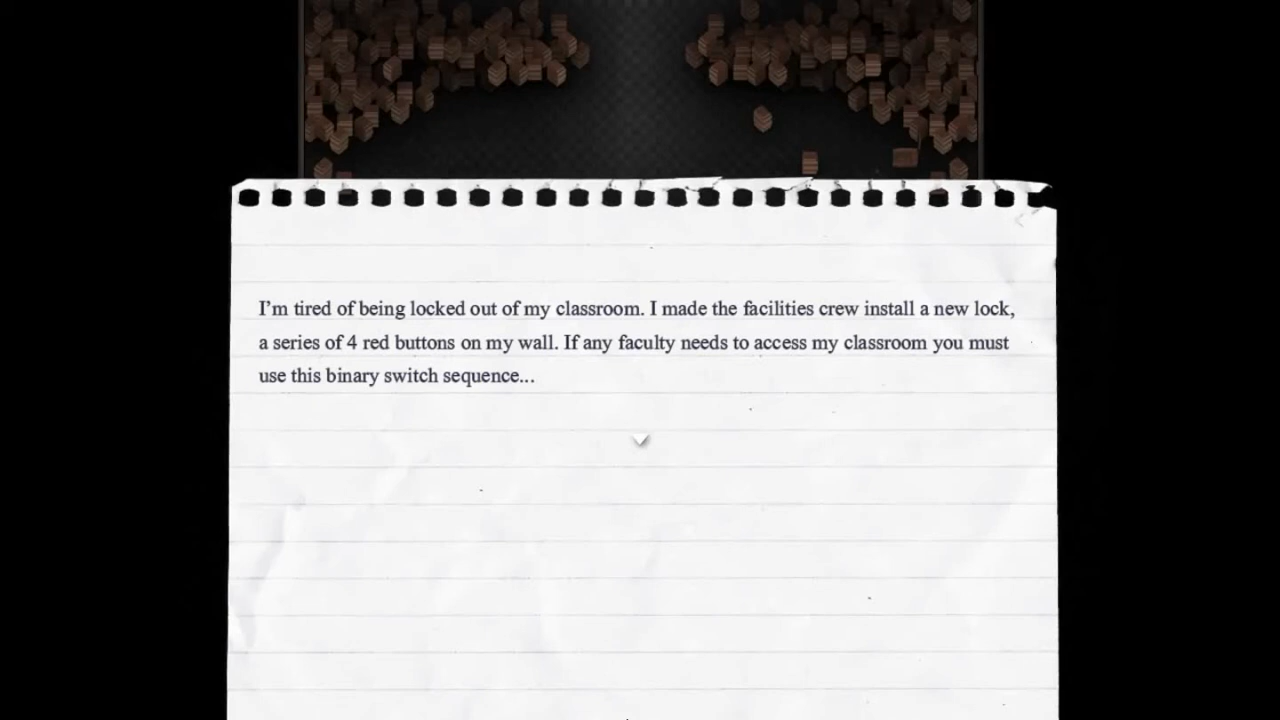 I’m tired of being locked out of my classroom. I made the facilities crew install a new lock,
a series of 4 red buttons on my wall. If any faculty needs to access my classroom you must
use this binary switch sequence...